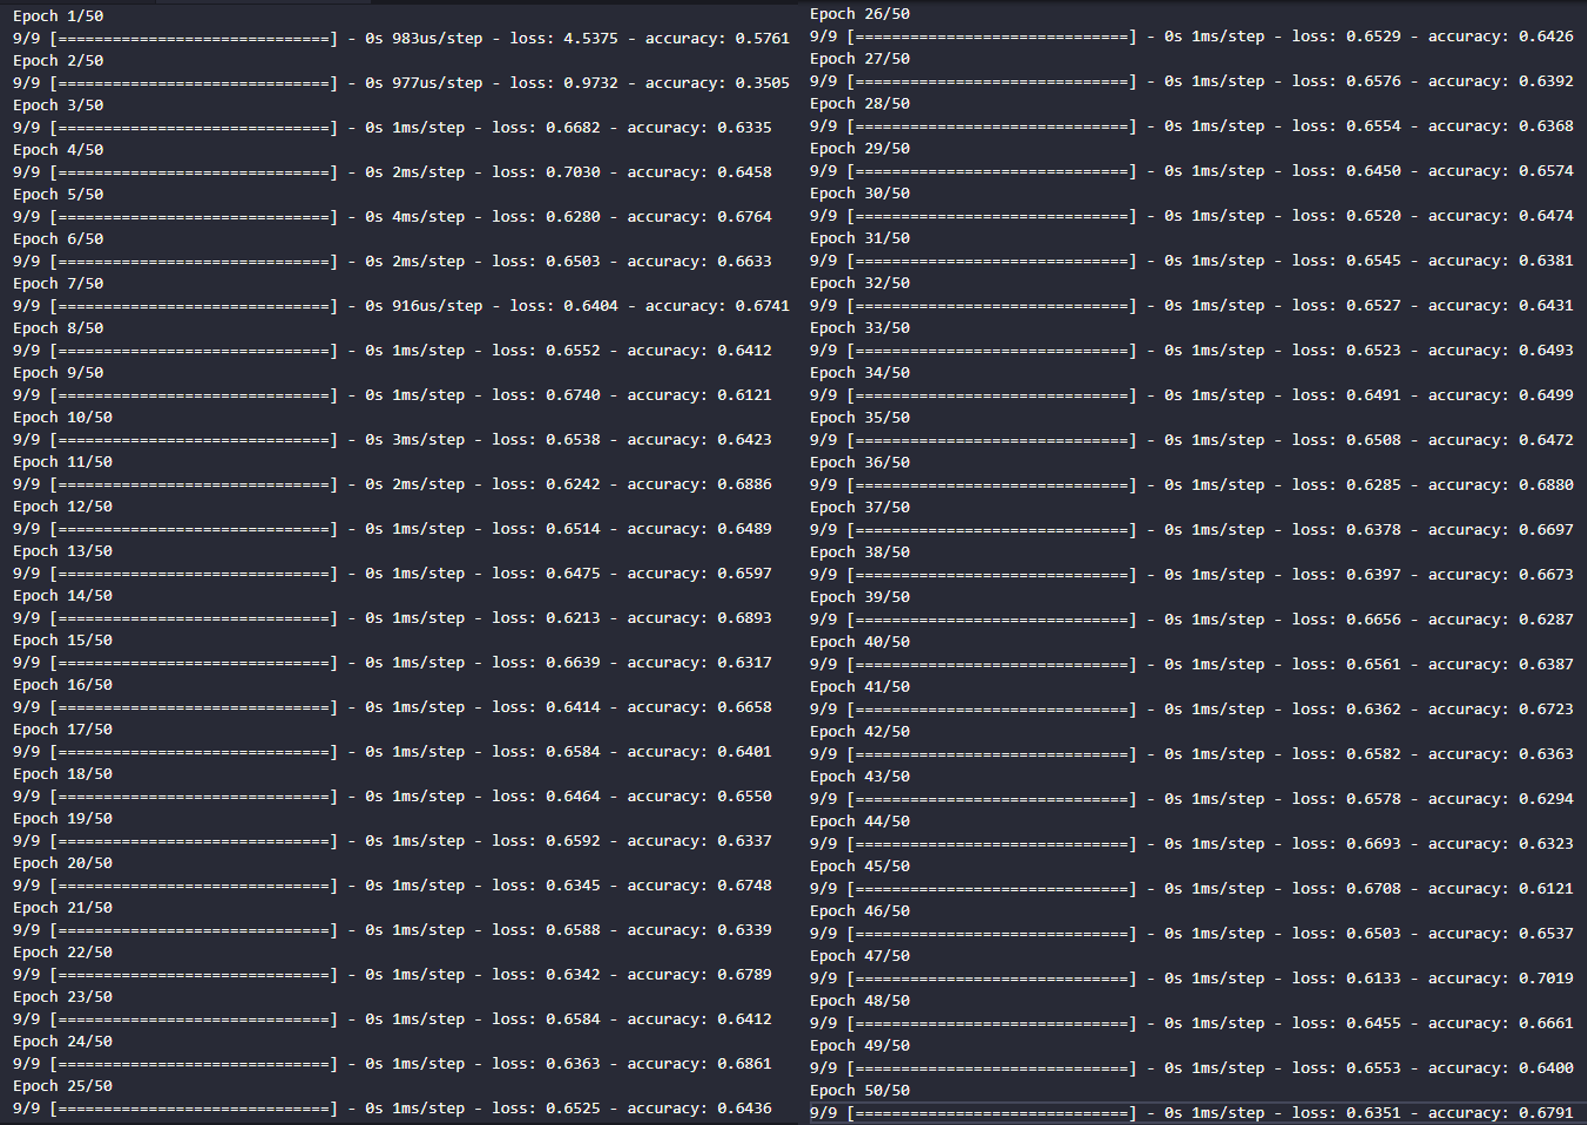 Epoch 1/50
9/9 [==============================] - 0s 983us/step - loss: 4.5375 - accuracy: 0.5761
Epoch 2/50
9/9 [==============================] - 0s 977us/step - loss: 0.9732 - accuracy: 0.3505
Epoch 3/50
9/9 [==============================] - 0s 1ms/step - loss: 0.6682 - accuracy: 0.6335
Epoch 4/50
9/9 [==============================] - 0s 2ms/step - loss: 0.7030 - accuracy: 0.6458
Epoch 5/50
9/9 [==============================] - 0s 4ms/step - loss: 0.6280 - accuracy: 0.6764
Epoch 6/50
9/9 [==============================] - 0s 2ms/step - loss: 0.6503 - accuracy: 0.6633
Epoch 7/50
9/9 [==============================] - 0s 916us/step - loss: 0.6404 - accuracy: 0.6741
Epoch 8/50
9/9 [==============================] - 0s 1ms/step - loss: 0.6552 - accuracy: 0.6412
Epoch 9/50
9/9 [==============================] - 0s 1ms/step - loss: 0.6740 - accuracy: 0.6121
Epoch 10/50
9/9 [==============================] - 0s 3ms/step - loss: 0.6538 - accuracy: 0.6423
Epoch 11/50
9/9 [==============================] - 0s 2ms/step - loss: 0.6242 - accuracy: 0.6886
Epoch 12/50
9/9 [==============================] - 0s 1ms/step - loss: 0.6514 - accuracy: 0.6489
Epoch 13/50
9/9 [==============================] - 0s 1ms/step - loss: 0.6475 - accuracy: 0.6597
Epoch 14/50
9/9 [==============================] - 0s 1ms/step - loss: 0.6213 - accuracy: 0.6893
Epoch 15/50
9/9 [==============================] - 0s 1ms/step - loss: 0.6639 - accuracy: 0.6317
Epoch 16/50
9/9 [==============================] - 0s 1ms/step - loss: 0.6414 - accuracy: 0.6658
Epoch 17/50
9/9 [==============================] - 0s 1ms/step - loss: 0.6584 - accuracy: 0.6401
Epoch 18/50
9/9 [==============================] - 0s 1ms/step - loss: 0.6464 - accuracy: 0.6550
Epoch 19/50
9/9 [==============================] - 0s 1ms/step - loss: 0.6592 - accuracy: 0.6337
Epoch 20/50
9/9 [==============================] - 0s 1ms/step - loss: 0.6345 - accuracy: 0.6748
Epoch 21/50
9/9 [==============================] - 0s 1ms/step - loss: 0.6588 - accuracy: 0.6339
Epoch 22/50
9/9 [==============================] - 0s 1ms/step - loss: 0.6342 - accuracy: 0.6789
Epoch 23/50
9/9 [==============================] - 0s 1ms/step - loss: 0.6584 - accuracy: 0.6412
Epoch 24/50
9/9 [==============================] - 0s 1ms/step - loss: 0.6363 - accuracy: 0.6861
Epoch 25/50
9/9 [==============================] - 0s 1ms/step - loss: 0.6525 - accuracy: 0.6436
Epoch 26/50
9/9 [==============================] - 0s 1ms/step - loss: 0.6529 - accuracy: 0.6426
Epoch 27/50
9/9 [==============================] - 0s 1ms/step - loss: 0.6576 - accuracy: 0.6392
Epoch 28/50
9/9 [==============================] - 0s 1ms/step - loss: 0.6554 - accuracy: 0.6368
Epoch 29/50
9/9 [==============================] - 0s 1ms/step - loss: 0.6450 - accuracy: 0.6574
Epoch 30/50
9/9 [==============================] - 0s 1ms/step - loss: 0.6520 - accuracy: 0.6474
Epoch 31/50
9/9 [==============================] - 0s 1ms/step - loss: 0.6545 - accuracy: 0.6381
Epoch 32/50
9/9 [==============================] - 0s 1ms/step - loss: 0.6527 - accuracy: 0.6431
Epoch 33/50
9/9 [==============================] - 0s 1ms/step - loss: 0.6523 - accuracy: 0.6493
Epoch 34/50
9/9 [==============================] - 0s 1ms/step - loss: 0.6491 - accuracy: 0.6499
Epoch 35/50
9/9 [==============================] - 0s 1ms/step - loss: 0.6508 - accuracy: 0.6472
Epoch 36/50
9/9 [==============================] - 0s 1ms/step - loss: 0.6285 - accuracy: 0.6880
Epoch 37/50
9/9 [==============================] - 0s 1ms/step - loss: 0.6378 - accuracy: 0.6697
Epoch 38/50
9/9 [==============================] - 0s 1ms/step - loss: 0.6397 - accuracy: 0.6673
Epoch 39/50
9/9 [==============================] - 0s 1ms/step - loss: 0.6656 - accuracy: 0.6287
Epoch 40/50
9/9 [==============================] - 0s 1ms/step - loss: 0.6561 - accuracy: 0.6387
Epoch 41/50
9/9 [==============================] - 0s 1ms/step - loss: 0.6362 - accuracy: 0.6723
Epoch 42/50
9/9 [==============================] - 0s 1ms/step - loss: 0.6582 - accuracy: 0.6363
Epoch 43/50
9/9 [==============================] - 0s 1ms/step - loss: 0.6578 - accuracy: 0.6294
Epoch 44/50
9/9 [==============================] - 0s 1ms/step - loss: 0.6693 - accuracy: 0.6323
Epoch 45/50
9/9 [==============================] - 0s 1ms/step - loss: 0.6708 - accuracy: 0.6121
Epoch 46/50
9/9 [==============================] - 0s 1ms/step - loss: 0.6503 - accuracy: 0.6537
Epoch 47/50
9/9 [==============================] - 0s 1ms/step - loss: 0.6133 - accuracy: 0.7019
Epoch 48/50
9/9 [==============================] - 0s 1ms/step - loss: 0.6455 - accuracy: 0.6661
Epoch 49/50
9/9 [==============================] - 0s 1ms/step - loss: 0.6553 - accuracy: 0.6400
Epoch 50/50
9/9 [==============================] - 0s 1ms/step - loss: 0.6351 - accuracy: 0.6791